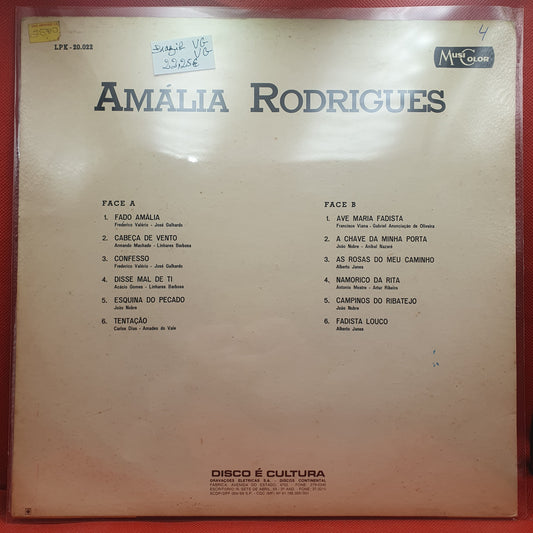 LPK - 20.022
VG
VG
22,25€
4
MUSICOLOR
AMÁLIA RODRIGUES
FACE A
1. FADO AMÁLIA
Frederico Valério - José Galhardo
2. CABEÇA DE VENTO
Armando Machado - Linhares Barbosa
3. CONFESSO
Frederico Valério - José Galhardo
4. DISSE MAL DE TI
Acácio Gomes - Linhares Barbosa
5. ESQUINA DO PECADO
João Nobre
6. TENTAÇÃO
Carlos Dias - Amadeu do Vale
FACE B
1. AVE MARIA FADISTA
Francisco Viana - Gabriel Anunciação de Oliveira
2. A CHAVE DA MINHA PORTA
João Nobre - Anibal Nazaré
3. AS ROSAS DO MEU CAMINHO
Alberto Janes
4. NAMORICO DA RITA
Antonio Mestre - Artur Ribeiro
5. CAMPINOS DO RIBATEJO
João Nobre
6. FADISTA LOUCO
Alberto Janes
DISCO É CULTURA
GRAVAÇÕES ELÉTRICAS S.A. - DISCOS CONTINENTAL